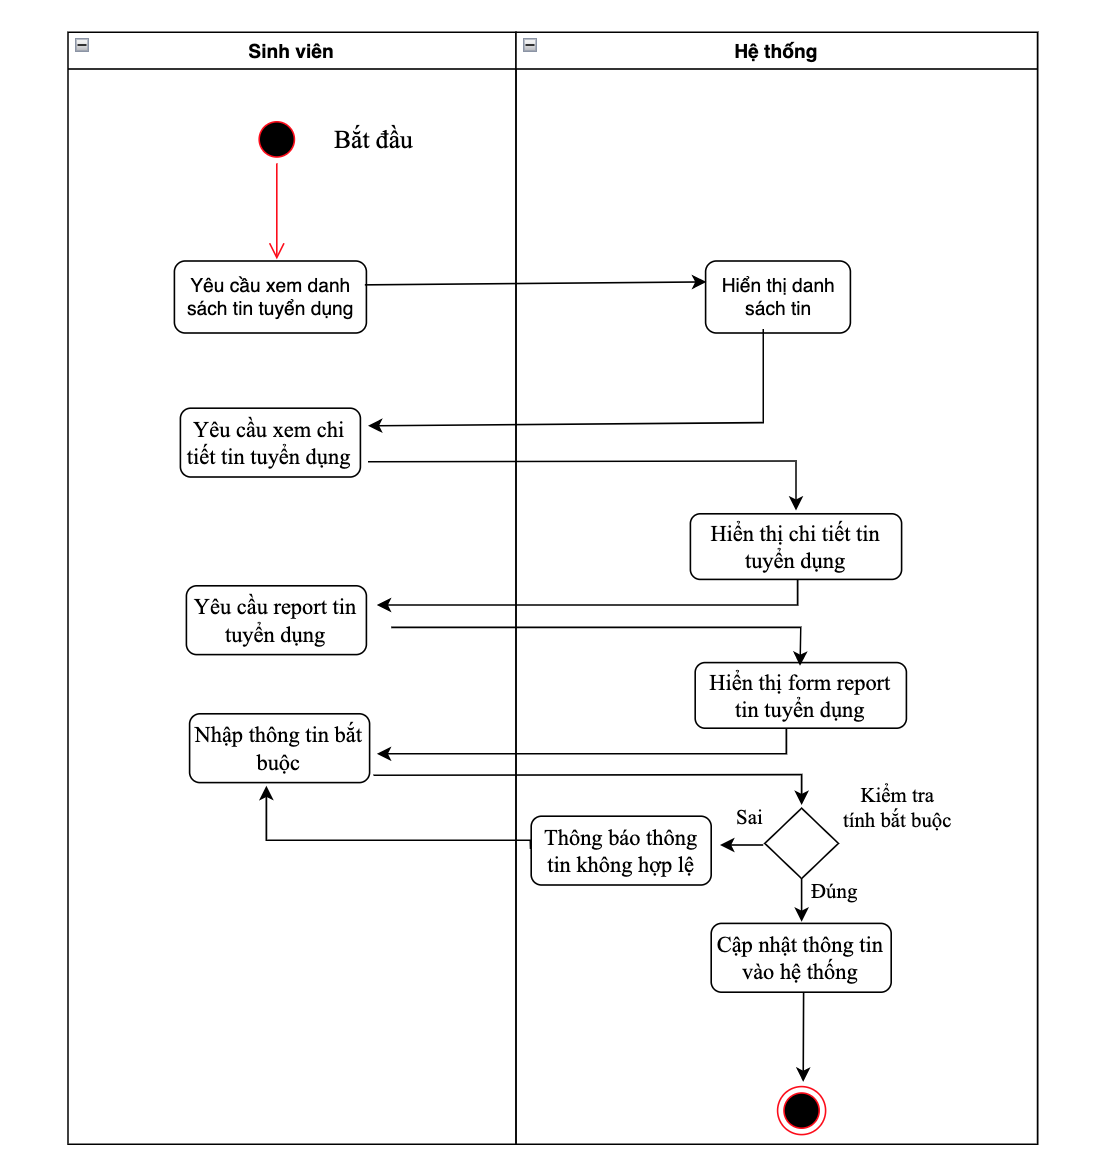 Sinh viên
Hệ thống
Bắt đầu
Yêu cầu xem danh
sách tin tuyển dụng
Hiển thị danh
sách tin
Yêu cầu xem chi
tiết tin tuyển dụng
Hiển thị chi tiết tin
tuyển dụng
Yêu cầu report tin
tuyển dụng
Hiển thị form report
tin tuyển dụng
Nhập thông tin bắt
buộc
Kiểm tra
tính bắt buộc
Sai
Thông báo thông
tin không hợp lệ
Đúng
Cập nhật thông tin
vào hệ thống